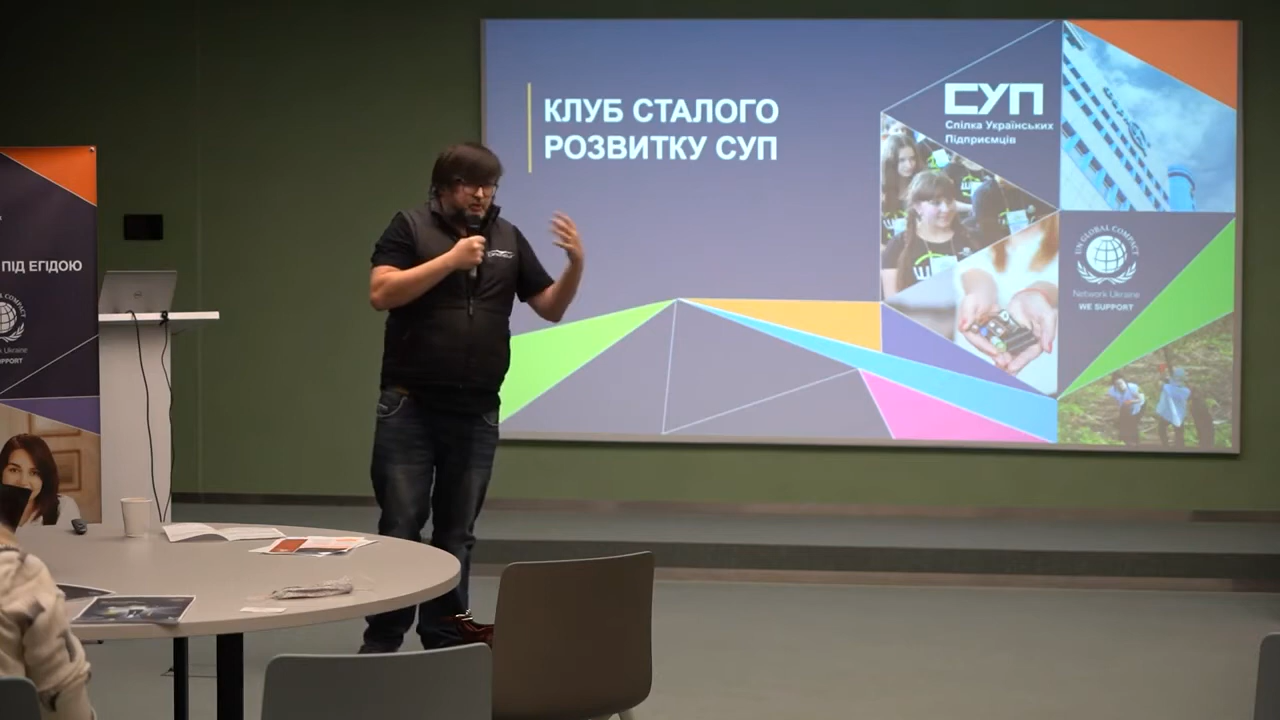 КЛУБ СТАЛОГО
РОЗВИТКУ СУП
СУП
Спілка Українських
Підприємців
UN GLOBAL COMPACT
Network Ukraine
WE SUPPORT
ПІД ЕГІДОЮ